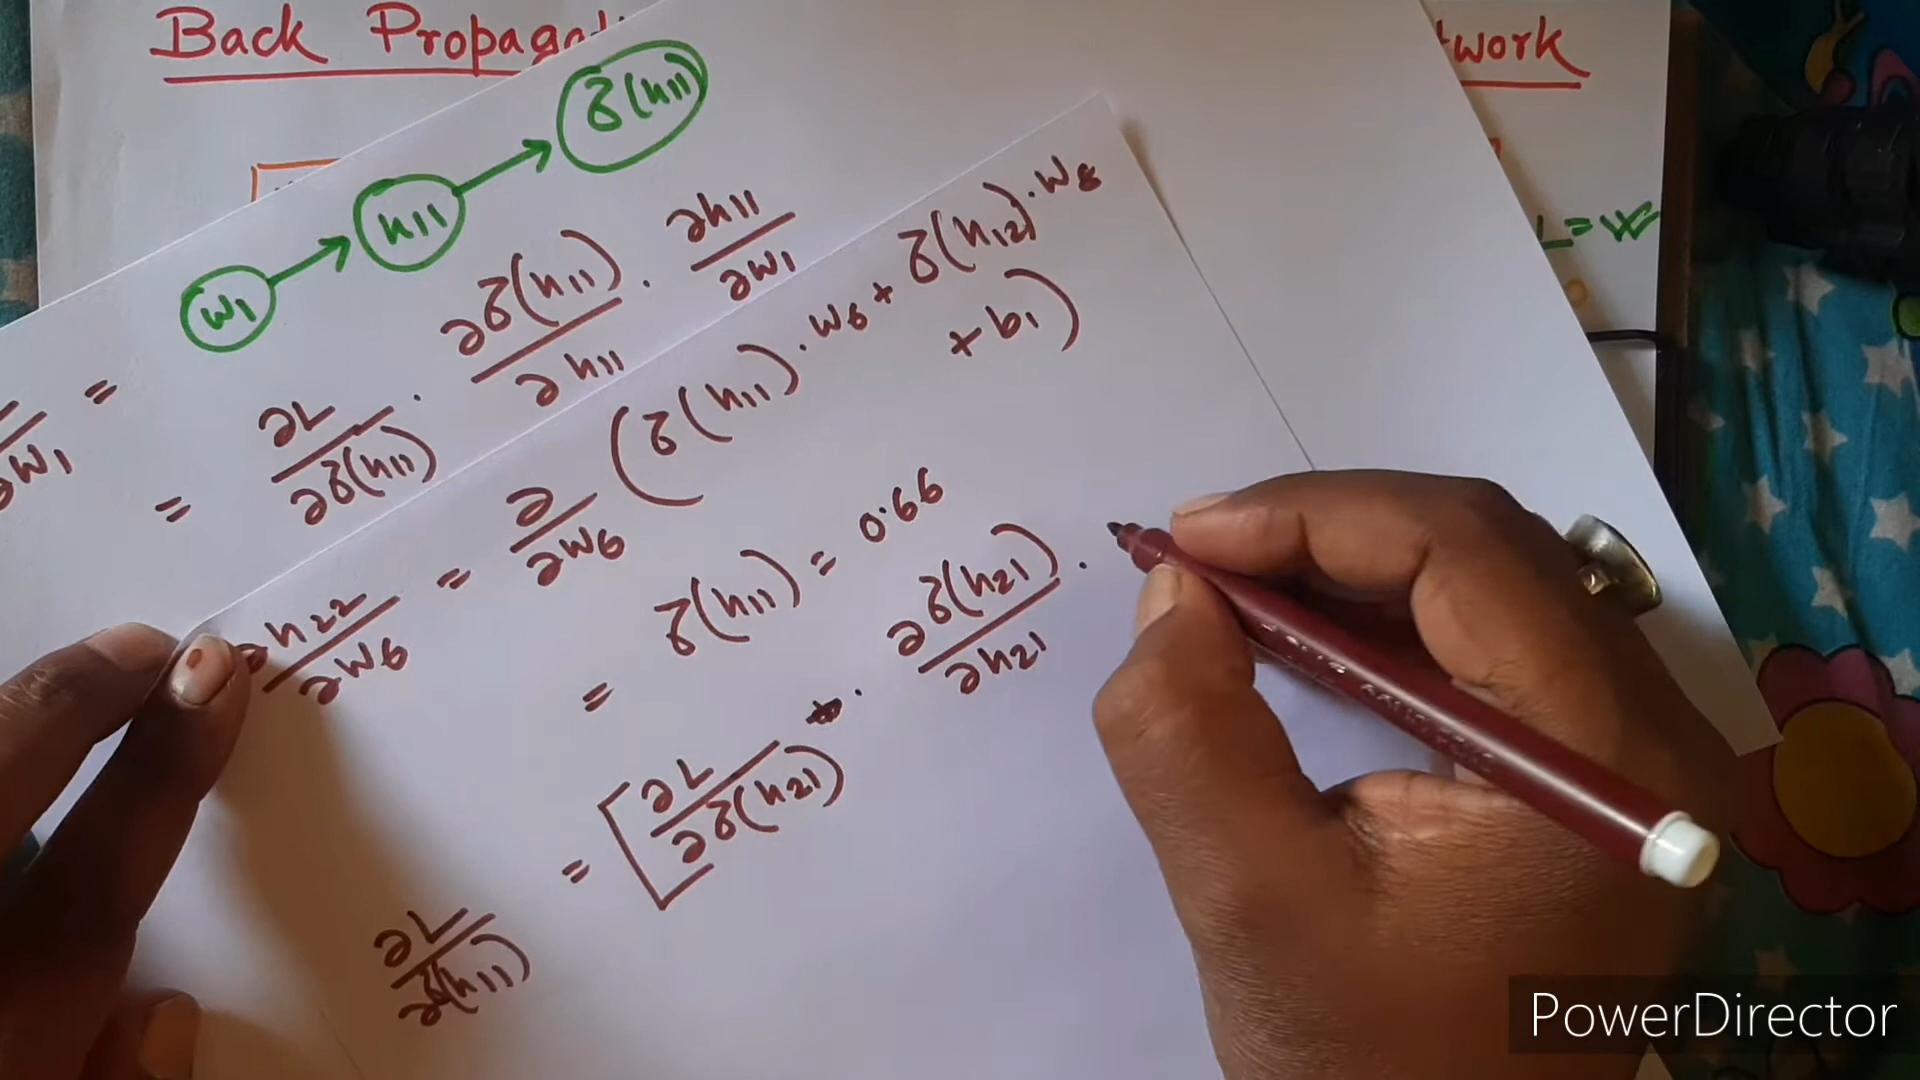 Back Propaga
work
L=W
w1 → h11 → σ(h11)
∂w1 = 
= ∂L/∂σ(h11) · ∂σ(h11)/∂h11 · ∂h11/∂w1
∂h22/∂w6 = ∂/∂w6 (σ(h11)·w6 + σ(h12)·w8 + b1)
= σ(h11) = 0.66
∂L/∂σ(h11) = [∂L/∂σ(h21) · ∂σ(h21)/∂h21 ·
PowerDirector